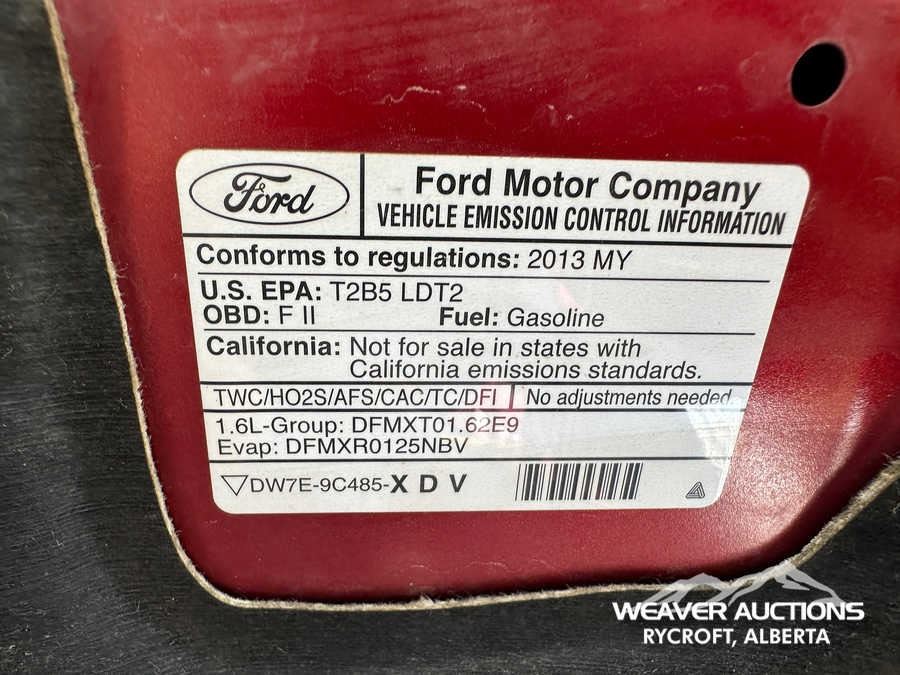 Ford
Ford Motor Company
VEHICLE EMISSION CONTROL INFORMATION
Conforms to regulations: 2013 MY
U.S. EPA: T2B5 LDT2
OBD: F II Fuel: Gasoline
California: Not for sale in states with
California emissions standards.
TWC/HO2S/AFS/CAC/TC/DFI No adjustments needed.
1.6L-Group: DFMXT01.62E9
Evap: DFMXR0125NBV
DW7E-9C485-X D V
WEAVER AUCTIONS
RYCROFT, ALBERTA